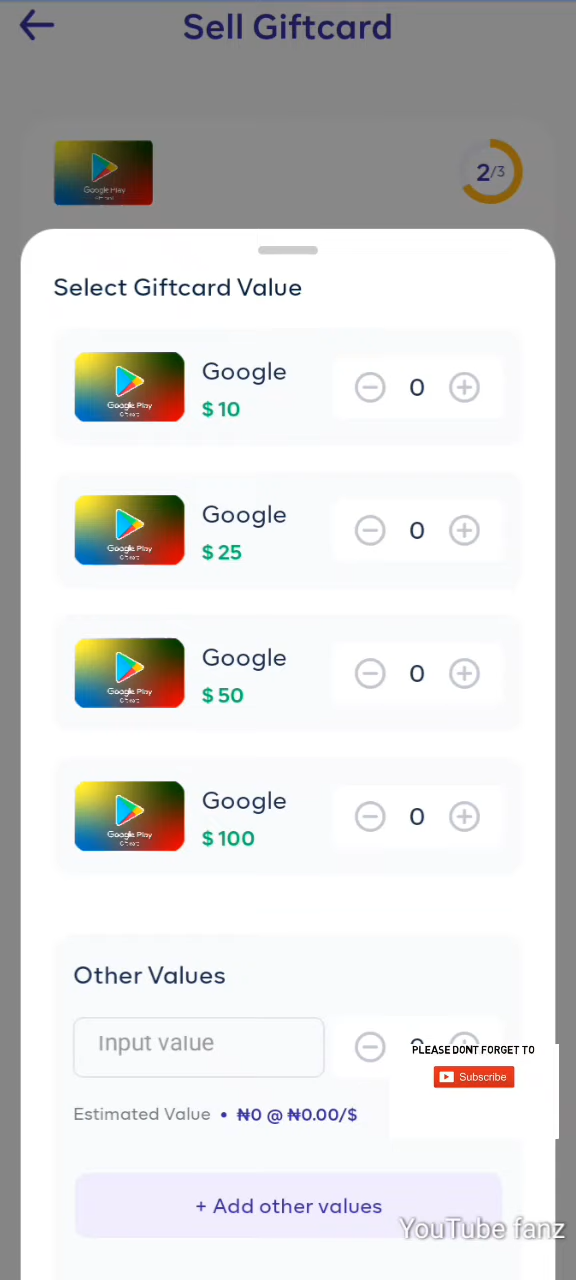 Sell Giftcard
Google Play
2/3
Select Giftcard Value
Google
$ 10
Google Play
0
Google
$ 25
Google Play
0
Google
$ 50
Google Play
0
Google
$ 100
Google Play
0
Other Values
Input value
PLEASE DONT FORGET TO
Subscribe
Estimated Value • ₦0 @ ₦0.00/$
+ Add other values
YouTube fanz